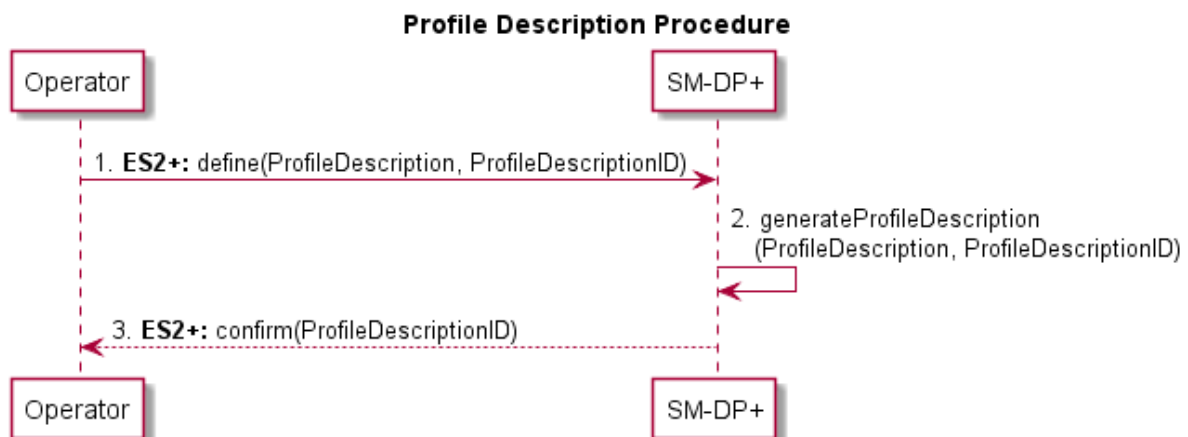 Profile Description Procedure
Operator
SM-DP+
1. ES2+: define(ProfileDescription, ProfileDescriptionID)
2. generateProfileDescription
(ProfileDescription, ProfileDescriptionID)
3. ES2+: confirm(ProfileDescriptionID)
Operator
SM-DP+